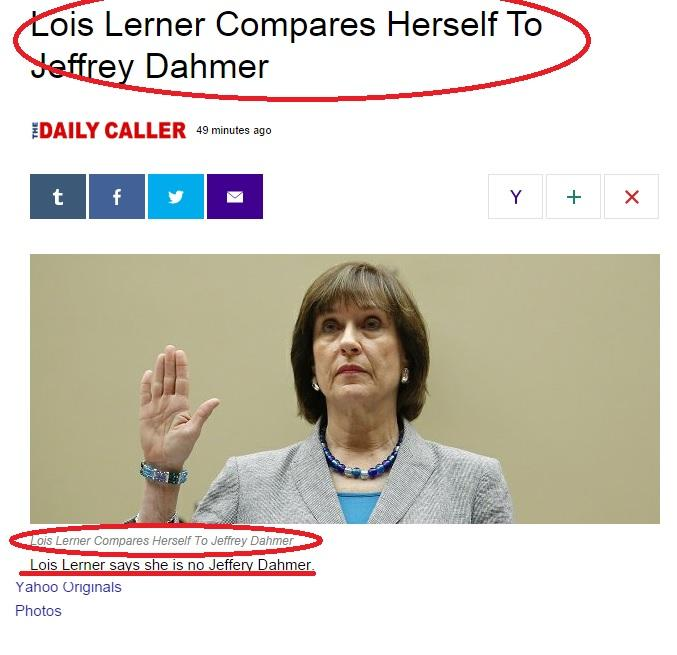 Lois Lerner Compares Herself To
Jeffrey Dahmer
THE DAILY CALLER 49 minutes ago
t f Y + ×
Lois Lerner Compares Herself To Jeffrey Dahmer
Lois Lerner says she is no Jeffery Dahmer.
Yahoo Originals
Photos